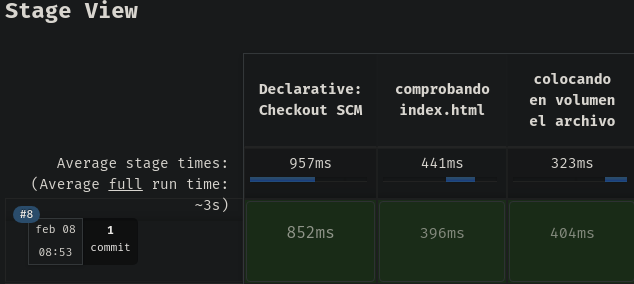 Stage View
Declarative:
Checkout SCM
comprobando
index.html
colocando
en volumen
el archivo
Average stage times:
(Average full run time:
~3s)
957ms
441ms
323ms
#8
feb 08
08:53
1
commit
852ms
396ms
404ms